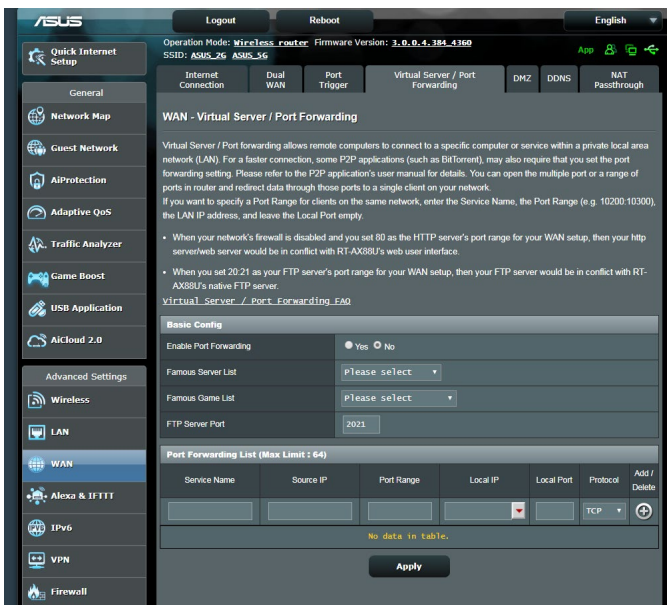 ASUS
Logout
Reboot
English
Quick Internet
Setup
Operation Mode: Wireless router Firmware Version: 3.0.0.4.384_4360
SSID: ASUS_2G ASUS_5G
App
Internet
Connection
Dual
WAN
Port
Trigger
Virtual Server / Port
Forwarding
DMZ
DDNS
NAT
Passthrough
General
Network Map
Guest Network
AiProtection
Adaptive QoS
Traffic Analyzer
Game Boost
USB Application
AiCloud 2.0
Advanced Settings
Wireless
LAN
WAN
Alexa & IFTTT
IPv6
VPN
Firewall
WAN - Virtual Server / Port Forwarding
Virtual Server / Port forwarding allows remote computers to connect to a specific computer or service within a private local area
network (LAN). For a faster connection, some P2P applications (such as BitTorrent), may also require that you set the port
forwarding setting. Please refer to the P2P application's user manual for details. You can open the multiple port or a range of
ports in router and redirect data through those ports to a single client on your network.
If you want to specify a Port Range for clients on the same network, enter the Service Name, the Port Range (e.g. 10200:10300),
the LAN IP address, and leave the Local Port empty.
• When your network's firewall is disabled and you set 80 as the HTTP server's port range for your WAN setup, then your http
server/web server would be in conflict with RT-AX88U's web user interface.
• When you set 20:21 as your FTP server's port range for your WAN setup, then your FTP server would be in conflict with RT-
AX88U's native FTP server.
Virtual Server / Port Forwarding FAQ
Basic Config
Enable Port Forwarding
Yes No
Famous Server List
Please select
Famous Game List
Please select
FTP Server Port
2021
Port Forwarding List (Max Limit : 64)
Service Name
Source IP
Port Range
Local IP
Local Port
Protocol
Add /
Delete
TCP
No data in table.
Apply